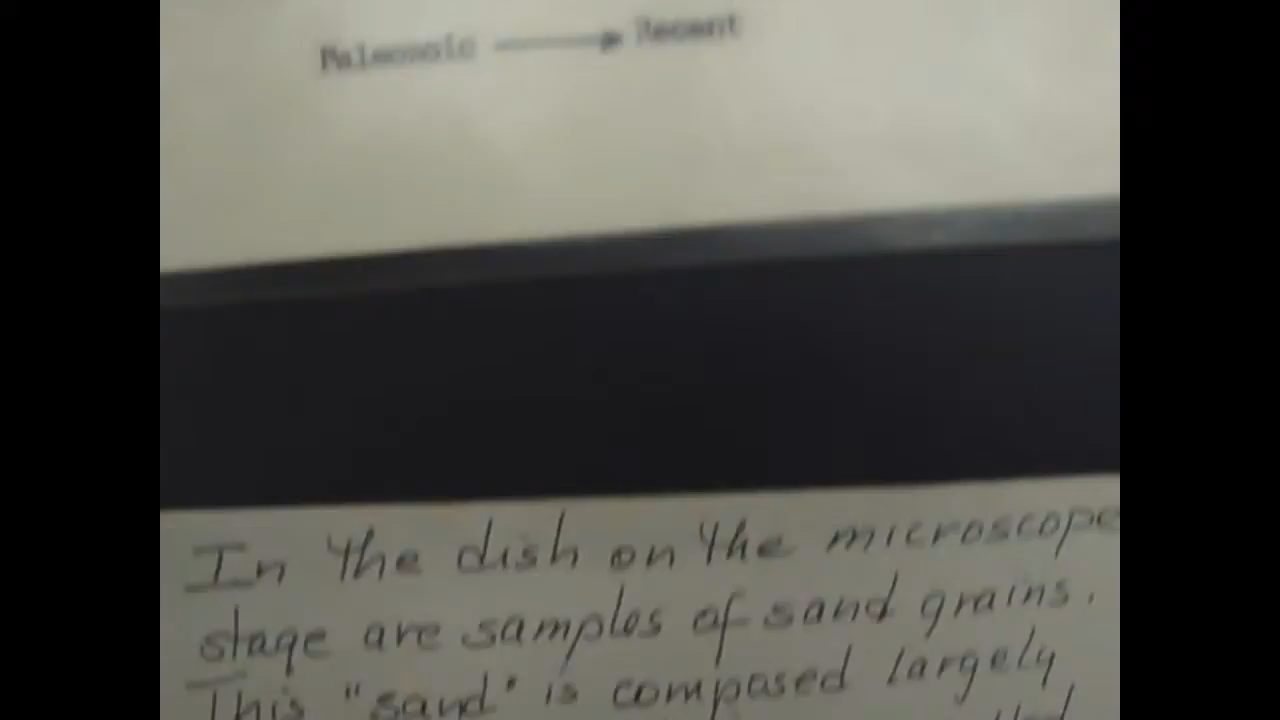 Paleozoic → Recent
In the dish on the microscope
stage are samples of sand grains.
This "sand" is composed largely